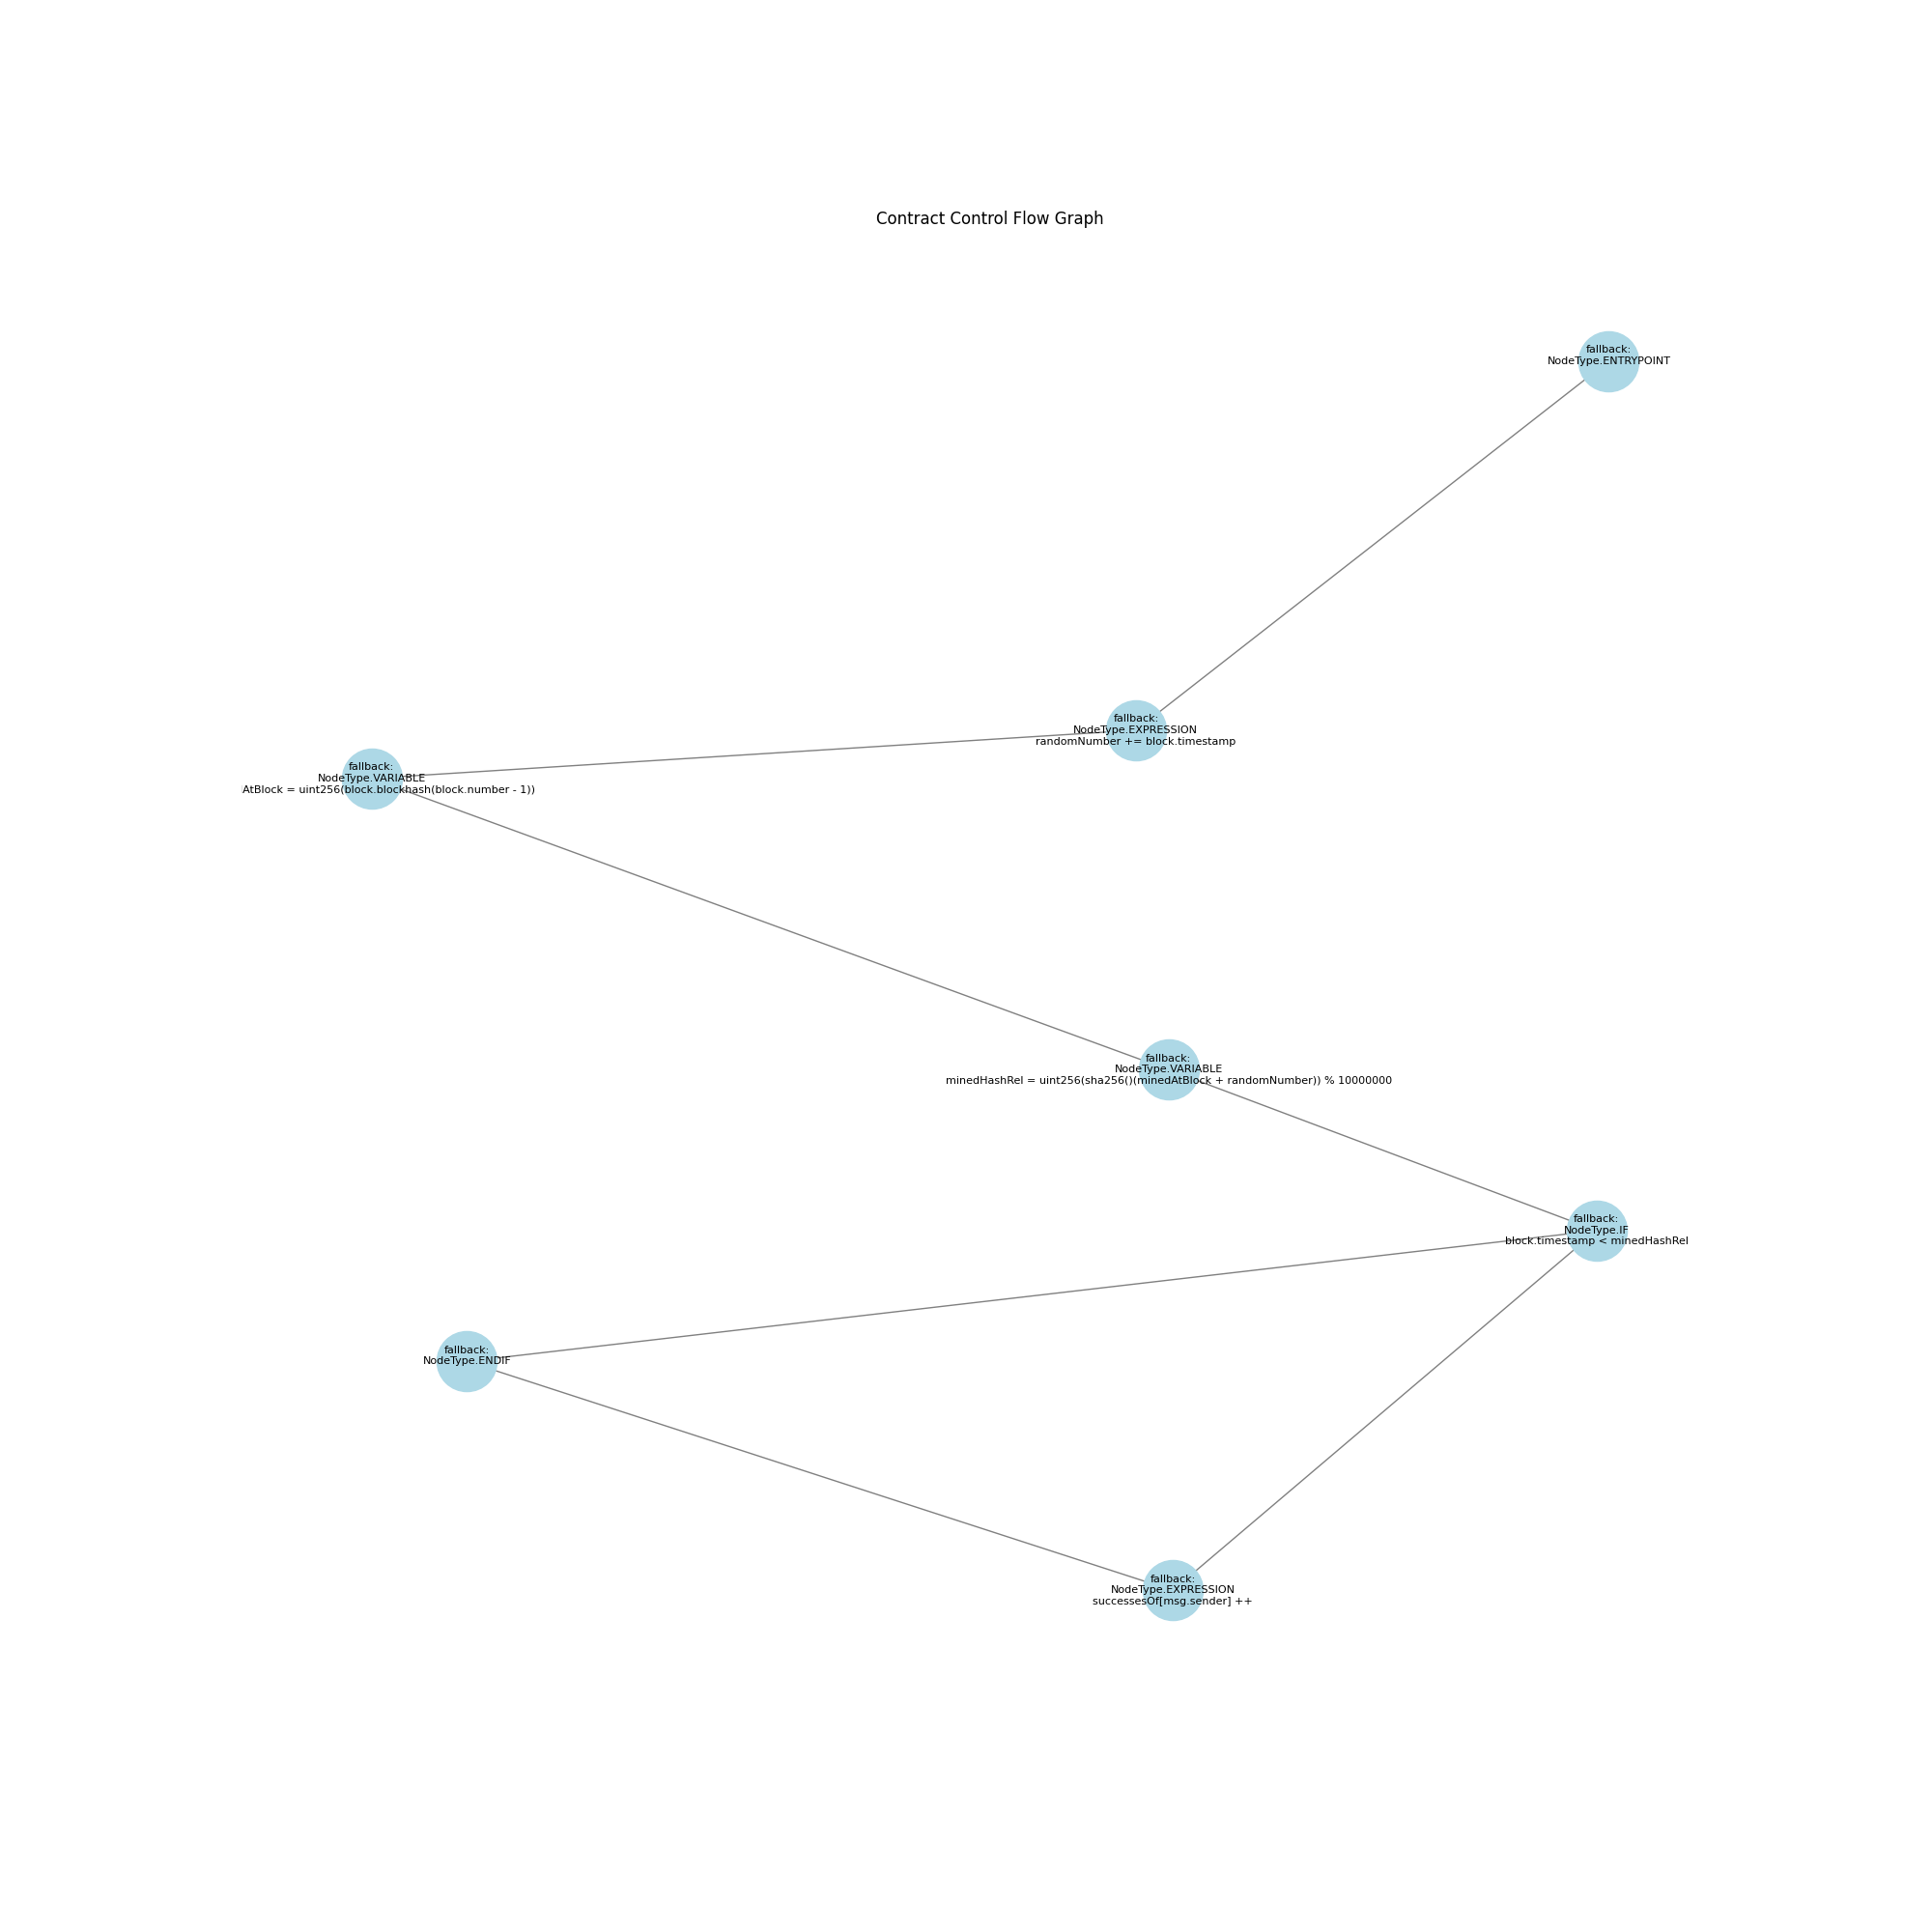 Contract Control Flow Graph
fallback:
NodeType.ENTRYPOINT
fallback:
NodeType.EXPRESSION
randomNumber += block.timestamp
fallback:
NodeType.VARIABLE
AtBlock = uint256(block.blockhash(block.number - 1))
fallback:
NodeType.VARIABLE
minedHashRel = uint256(sha256()(minedAtBlock + randomNumber)) % 10000000
fallback:
NodeType.IF
block.timestamp < minedHashRel
fallback:
NodeType.ENDIF
fallback:
NodeType.EXPRESSION
successesOf[msg.sender] ++